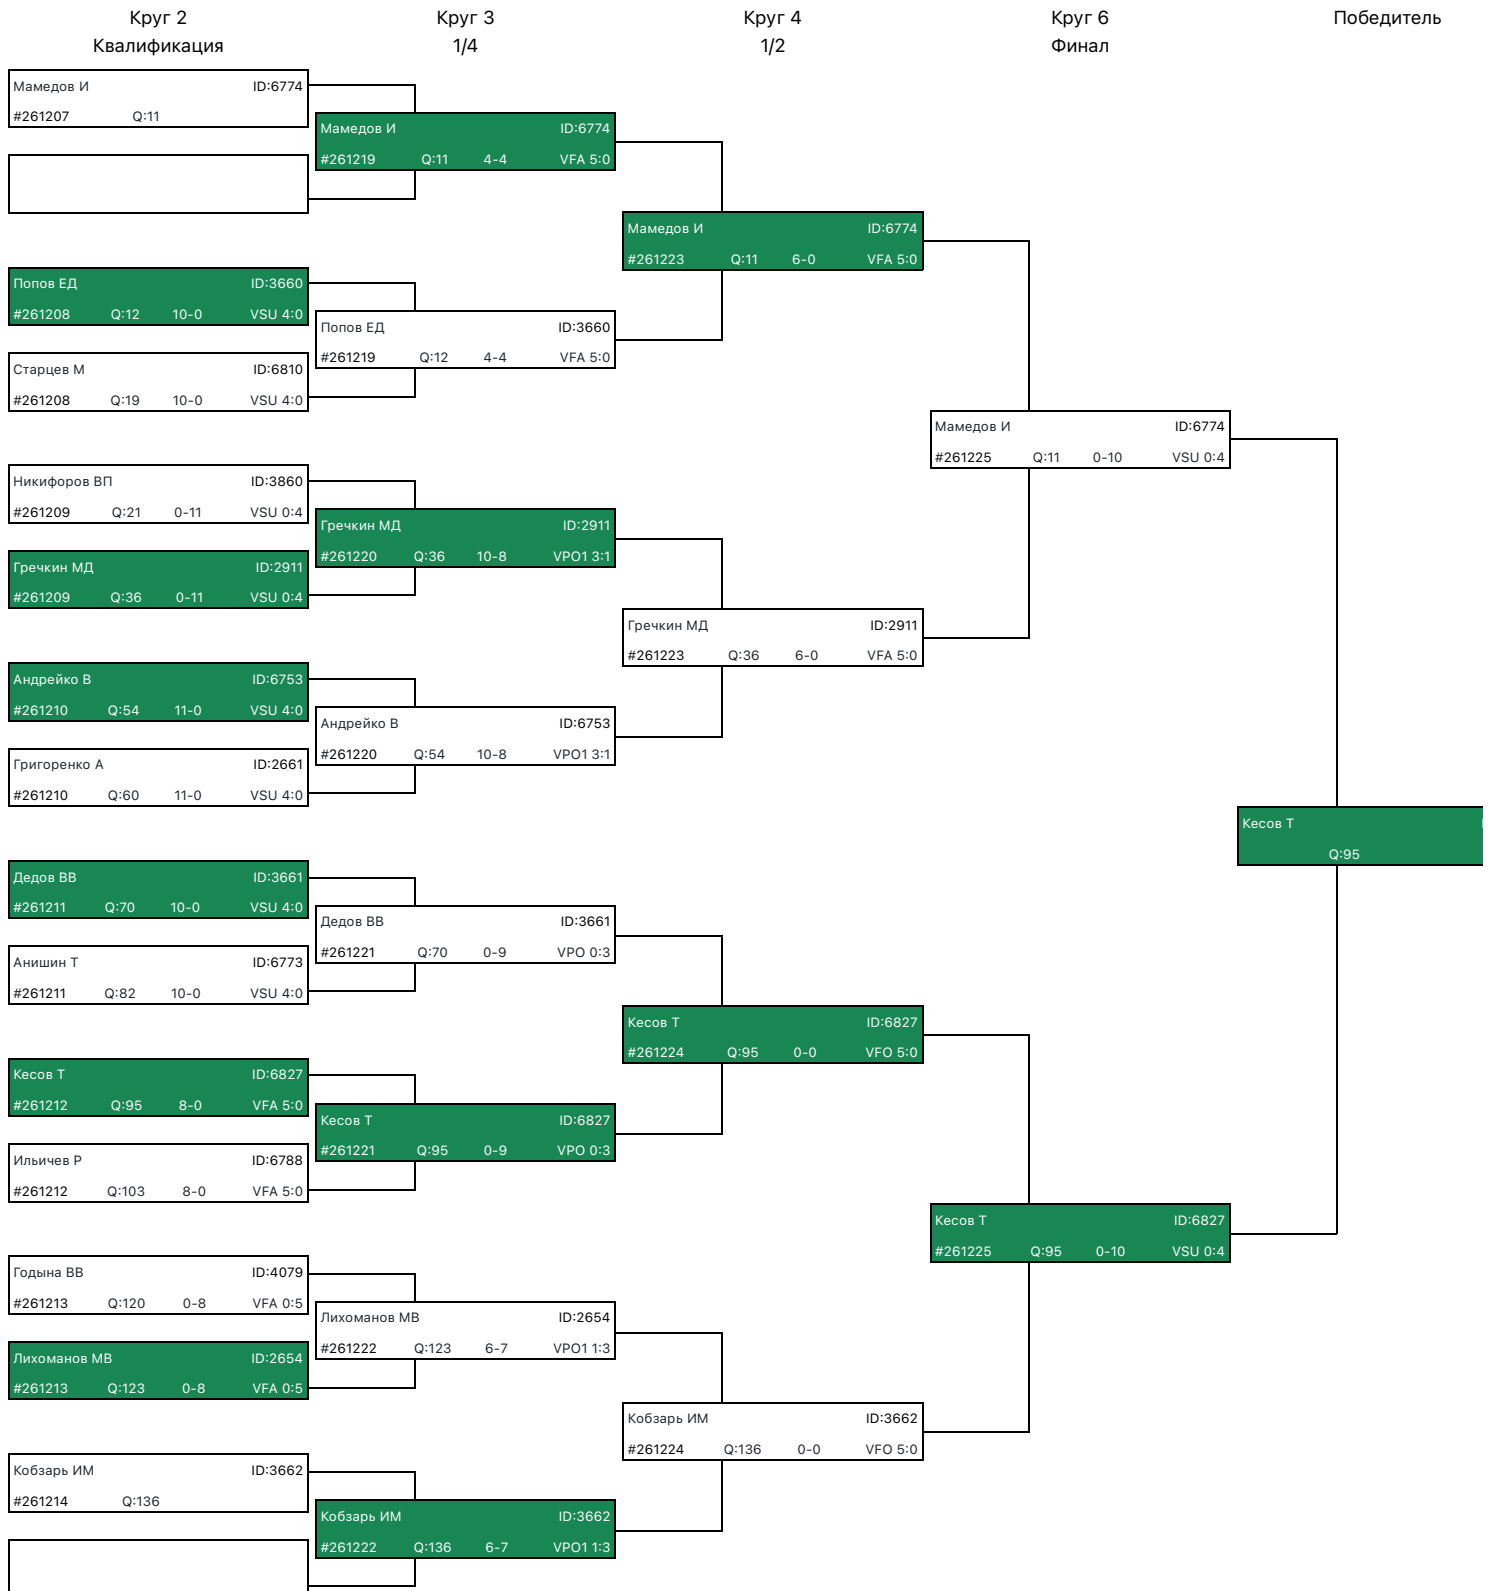 Круг 2
Квалификация
Круг 3
1/4
Круг 4
1/2
Круг 6
Финал
Победитель
Мамедов И ID:6774
#261207 Q:11
Попов ЕД ID:3660
#261208 Q:12 10-0 VSU 4:0
Старцев М ID:6810
#261208 Q:19 10-0 VSU 4:0
Никифоров ВП ID:3860
#261209 Q:21 0-11 VSU 0:4
Гречкин МД ID:2911
#261209 Q:36 0-11 VSU 0:4
Андрейко В ID:6753
#261210 Q:54 11-0 VSU 4:0
Григоренко А ID:2661
#261210 Q:60 11-0 VSU 4:0
Дедов ВВ ID:3661
#261211 Q:70 10-0 VSU 4:0
Анишин Т ID:6773
#261211 Q:82 10-0 VSU 4:0
Кесов Т ID:6827
#261212 Q:95 8-0 VFA 5:0
Ильичев Р ID:6788
#261212 Q:103 8-0 VFA 5:0
Годына ВВ ID:4079
#261213 Q:120 0-8 VFA 0:5
Лихоманов МВ ID:2654
#261213 Q:123 0-8 VFA 0:5
Кобзарь ИМ ID:3662
#261214 Q:136
Мамедов И ID:6774
#261219 Q:11 4-4 VFA 5:0
Попов ЕД ID:3660
#261219 Q:12 4-4 VFA 5:0
Гречкин МД ID:2911
#261220 Q:36 10-8 VPO1 3:1
Андрейко В ID:6753
#261220 Q:54 10-8 VPO1 3:1
Дедов ВВ ID:3661
#261221 Q:70 0-9 VPO 0:3
Кесов Т ID:6827
#261221 Q:95 0-9 VPO 0:3
Лихоманов МВ ID:2654
#261222 Q:123 6-7 VPO1 1:3
Кобзарь ИМ ID:3662
#261222 Q:136 6-7 VPO1 1:3
Мамедов И ID:6774
#261223 Q:11 6-0 VFA 5:0
Гречкин МД ID:2911
#261223 Q:36 6-0 VFA 5:0
Кесов Т ID:6827
#261224 Q:95 0-0 VFO 5:0
Кобзарь ИМ ID:3662
#261224 Q:136 0-0 VFO 5:0
Мамедов И ID:6774
#261225 Q:11 0-10 VSU 0:4
Кесов Т ID:6827
#261225 Q:95 0-10 VSU 0:4
Кесов Т
Q:95